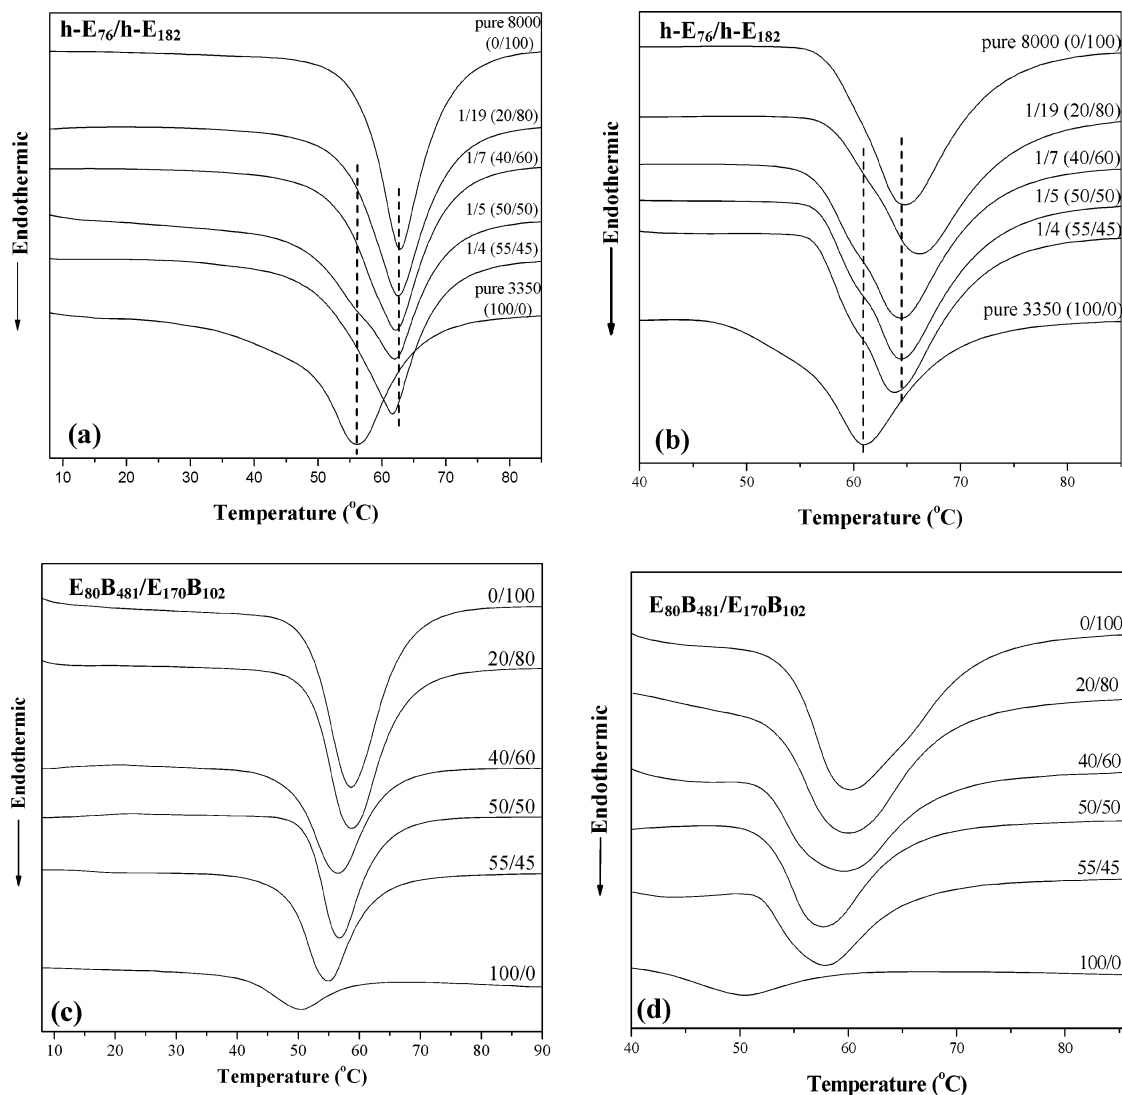 h-E76/h-E182
pure 8000
(0/100)
1/19 (20/80)
1/7 (40/60)
1/5 (50/50)
1/4 (55/45)
pure 3350
(100/0)
Endothermic
(a)
10 20 30 40 50 60 70 80
Temperature (°C)
h-E76/h-E182
pure 8000 (0/100)
1/19 (20/80)
1/7 (40/60)
1/5 (50/50)
1/4 (55/45)
pure 3350 (100/0)
Endothermic
(b)
40 50 60 70 80
Temperature (°C)
E80B481/E170B102
0/100
20/80
40/60
50/50
55/45
100/0
Endothermic
(c)
10 20 30 40 50 60 70 80 90
Temperature (°C)
E80B481/E170B102
0/100
20/80
40/60
50/50
55/45
100/0
Endothermic
(d)
40 50 60 70 80
Temperature (°C)